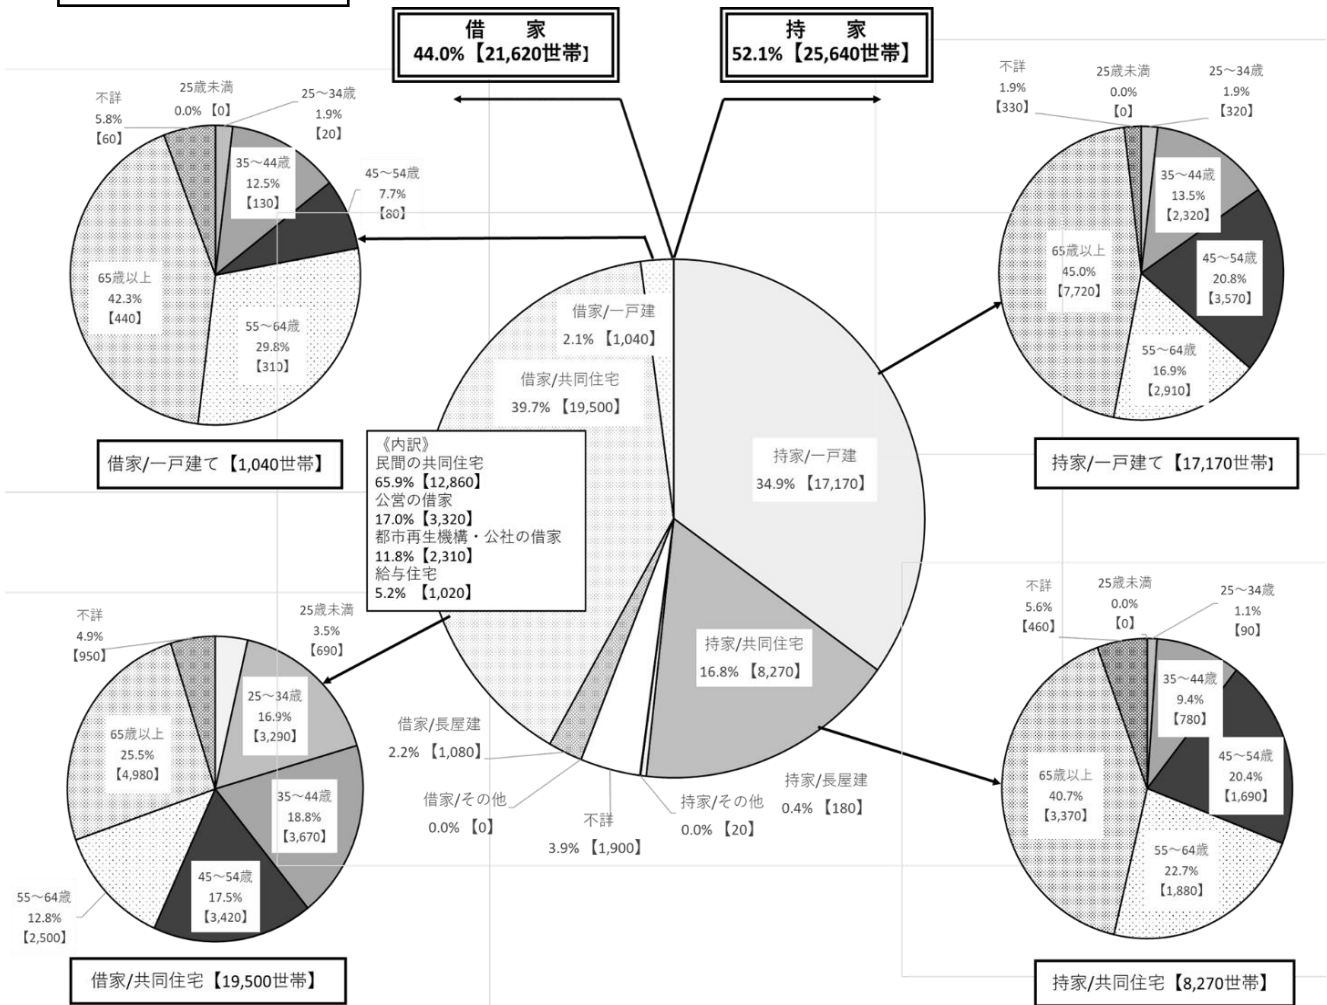 借　家
44.0%【21,620世帯】
持　家
52.1%【25,640世帯】
25歳未満
0.0%【0】
25～34歳
1.9%
【20】
不詳
5.8%
【60】
35～44歳
12.5%
【130】
45～54歳
7.7%
【80】
65歳以上
42.3%
【440】
55～64歳
29.8%
【310】
借家/一戸建て【1,040世帯】
不詳
1.9%
【330】
25歳未満
0.0%
【0】
25～34歳
1.9%
【320】
35～44歳
13.5%
【2,320】
45～54歳
20.8%
【3,570】
65歳以上
45.0%
【7,720】
55～64歳
16.9%
【2,910】
持家/一戸建て【17,170世帯】
借家/一戸建
2.1%【1,040】
借家/共同住宅
39.7%【19,500】
《内訳》
民間の共同住宅
65.9%【12,860】
公営の借家
17.0%【3,320】
都市再生機構・公社の借家
11.8%【2,310】
給与住宅
5.2%【1,020】
持家/一戸建
34.9%【17,170】
持家/共同住宅
16.8%【8,270】
借家/長屋建
2.2%【1,080】
借家/その他
0.0%【0】
不詳
3.9%【1,900】
持家/その他
0.0%【20】
持家/長屋建
0.4%【180】
不詳
4.9%
【950】
25歳未満
3.5%
【690】
25～34歳
16.9%
【3,290】
35～44歳
18.8%
【3,670】
45～54歳
17.5%
【3,420】
55～64歳
12.8%
【2,500】
65歳以上
25.5%
【4,980】
借家/共同住宅【19,500世帯】
不詳
5.6%
【460】
25歳未満
0.0%
【0】
25～34歳
1.1%
【90】
35～44歳
9.4%
【780】
45～54歳
20.4%
【1,690】
65歳以上
40.7%
【3,370】
55～64歳
22.7%
【1,880】
持家/共同住宅【8,270世帯】